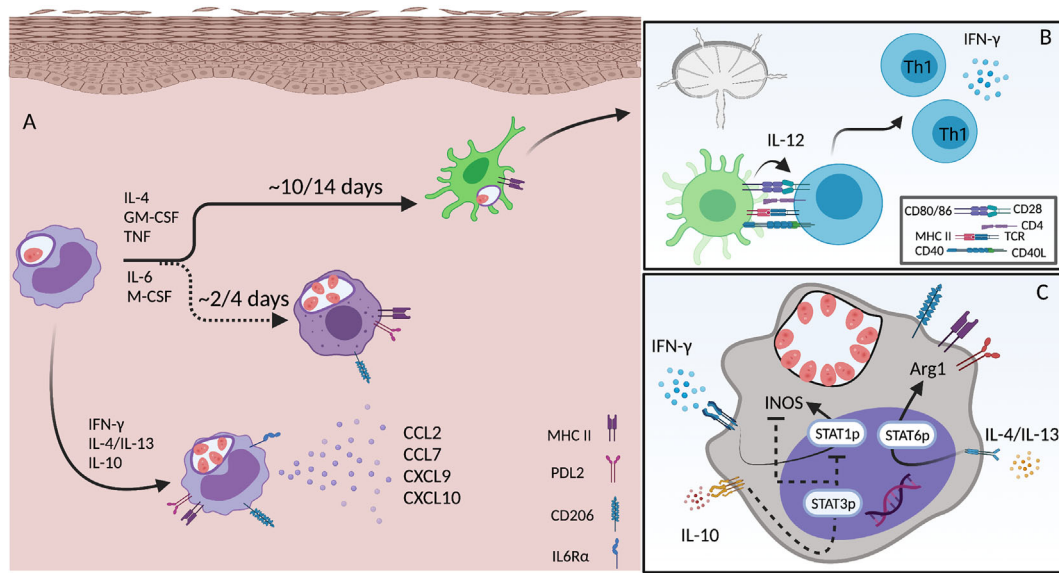 A
IL-4
GM-CSF
TNF
~10/14 days
IL-6
M-CSF
~2/4 days
IFN-γ
IL-4/IL-13
IL-10
CCL2
CCL7
CXCL9
CXCL10
MHC II
PDL2
CD206
IL6Rα
B
IFN-γ
Th1
Th1
IL-12
CD80/86 CD28
CD4
MHC II TCR
CD40 CD40L
C
IFN-γ
Arg1
INOS
STAT1p STAT6p
IL-4/IL-13
STAT3p
IL-10